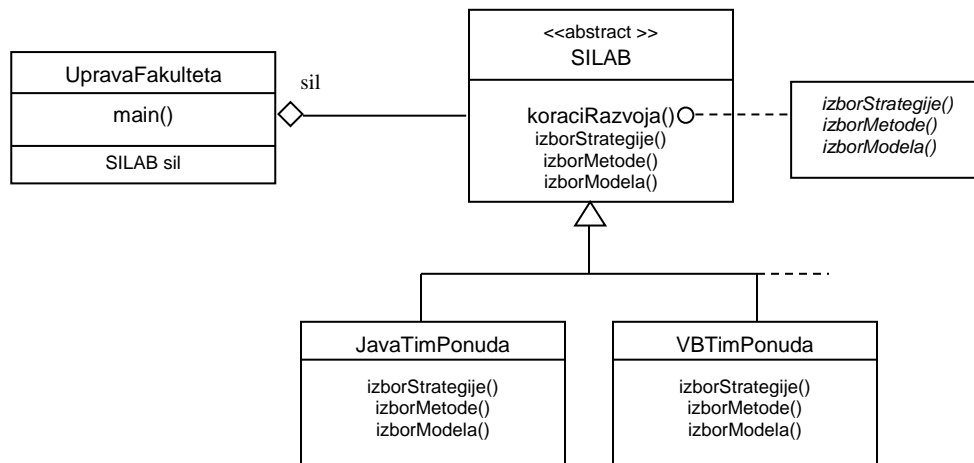 UpravaFakulteta
main()
SILAB sil
sil
<<abstract >>
SILAB
koraciRazvoja()
izborStrategije()
izborMetode()
izborModela()
izborStrategije()
izborMetode()
izborModela()
JavaTimPonuda
izborStrategije()
izborMetode()
izborModela()
VBTimPonuda
izborStrategije()
izborMetode()
izborModela()